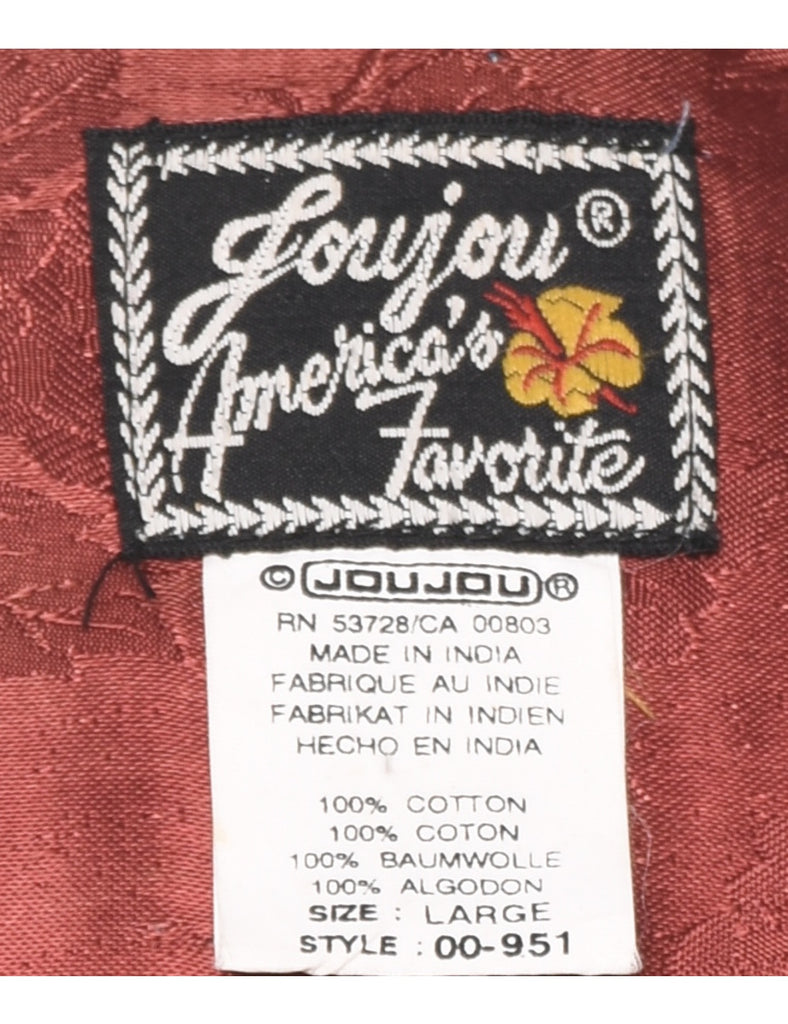 Joujou ®
America's
Favorite
© JOUJOU ®
RN 53728/CA 00803
MADE IN INDIA
FABRIQUE AU INDIE
FABRIKAT IN INDIEN
HECHO EN INDIA
100% COTTON
100% COTON
100% BAUMWOLLE
100% ALGODON
SIZE : LARGE
STYLE : 00-951